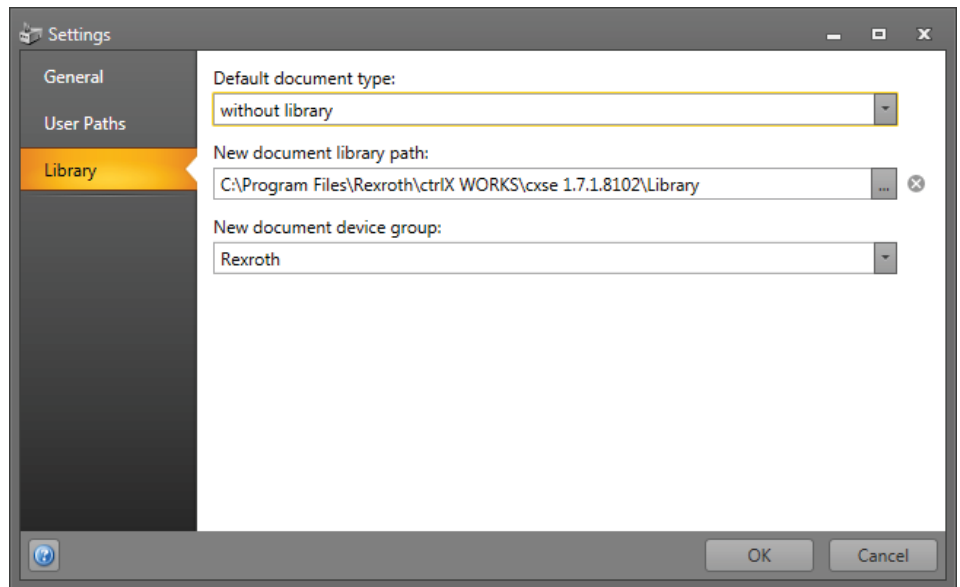 Settings
General
User Paths
Library
Default document type:
without library
New document library path:
C:\Program Files\Rexroth\ctrlX WORKS\cxse 1.7.1.8102\Library
...
New document device group:
Rexroth
?
OK
Cancel